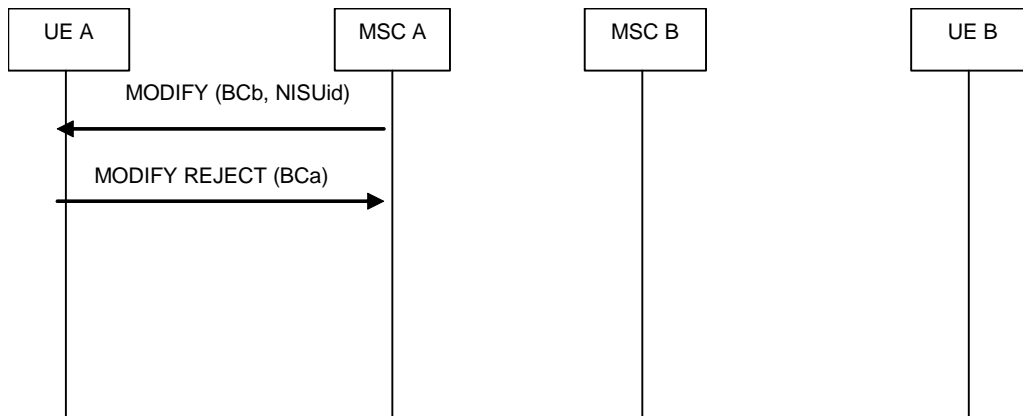 UE A
MSC A
MSC B
UE B
MODIFY (BCb, NISUid)
MODIFY REJECT (BCa)